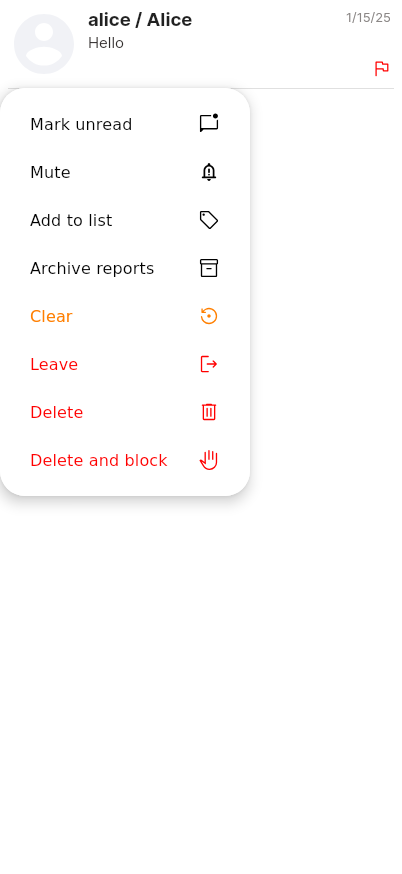 alice / Alice
1/15/25
Hello
Mark unread
Mute
Add to list
Archive reports
Clear
Leave
Delete
Delete and block